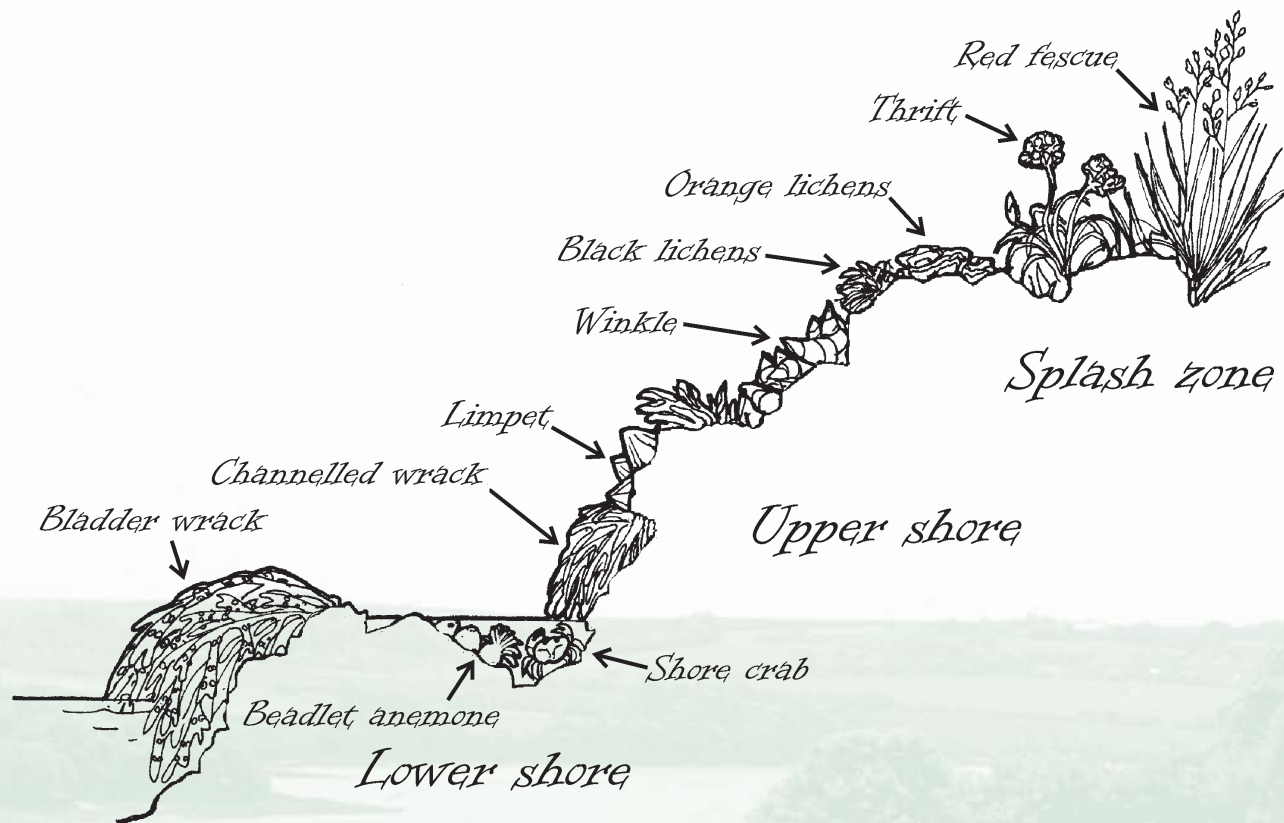 Red fescue
Thrift
Orange lichens
Black lichens
Winkle
Splash zone
Limpet
Channelled wrack
Bladder wrack
Upper shore
Shore crab
Beadlet anemone
Lower shore